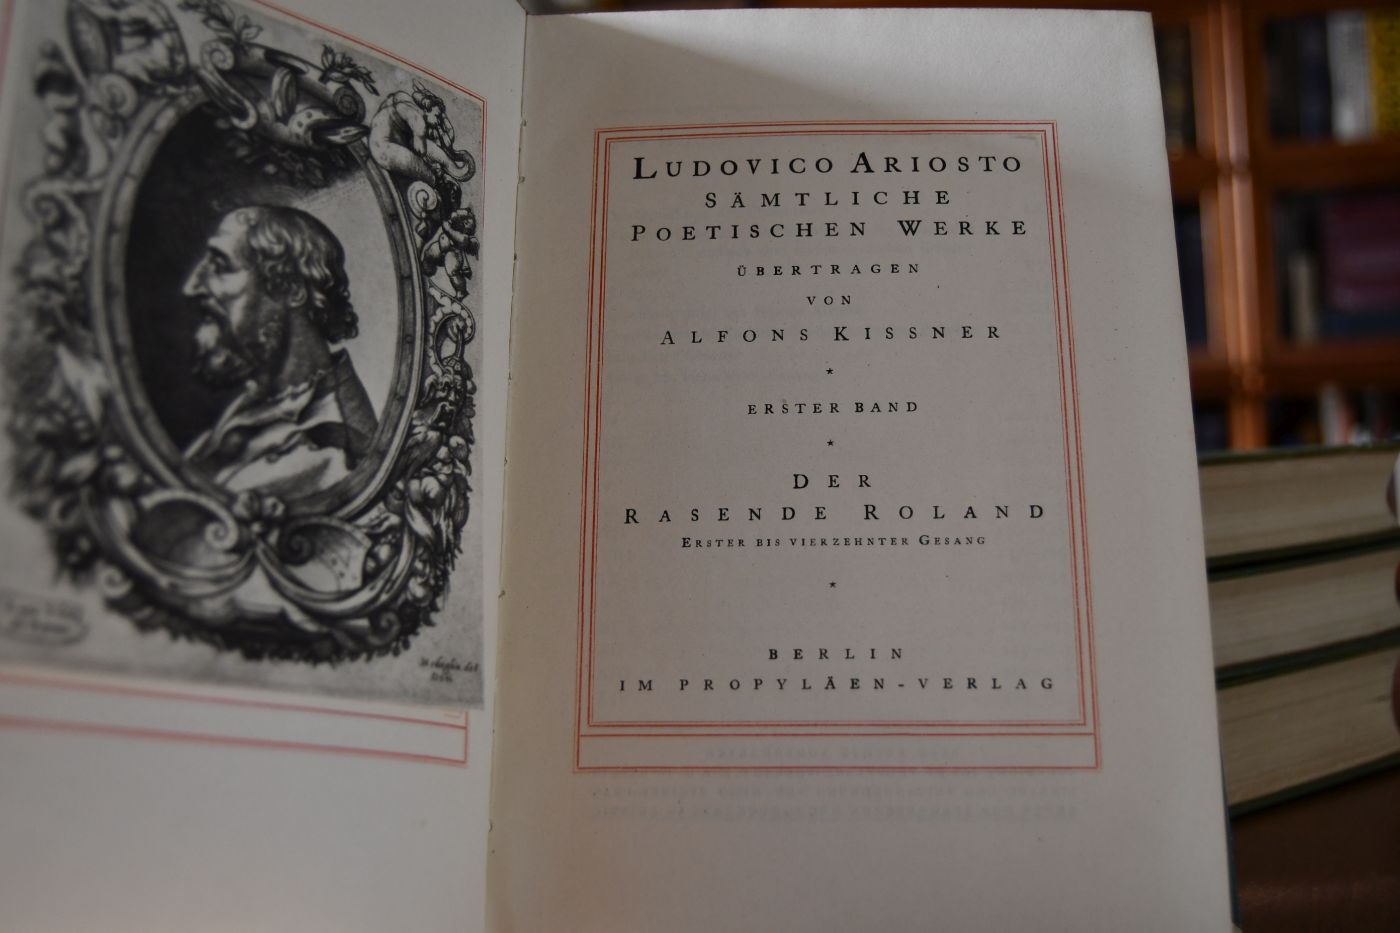 LUDOVICO ARIOSTO
SÄMTLICHE
POETISCHEN WERKE
ÜBERTRAGEN
VON
ALFONS KISSNER
*
ERSTER BAND
*
DER
RASENDE ROLAND
ERSTER BIS VIERZEHNTER GESANG
*
BERLIN
IM PROPYLÄEN-VERLAG